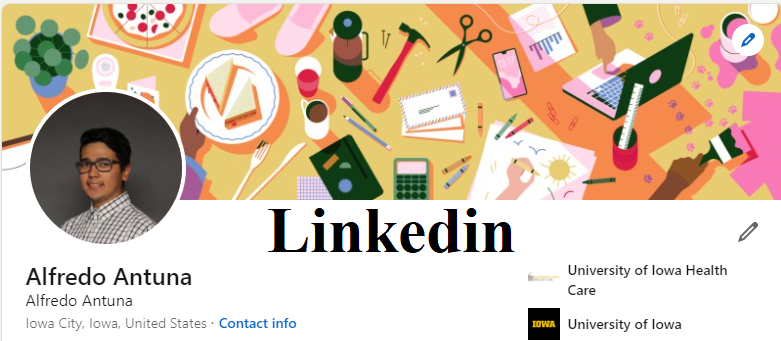 Linkedin
Alfredo Antuna
Alfredo Antuna
Iowa City, Iowa, United States · Contact info
University of Iowa Health
Care
IOWA
University of Iowa